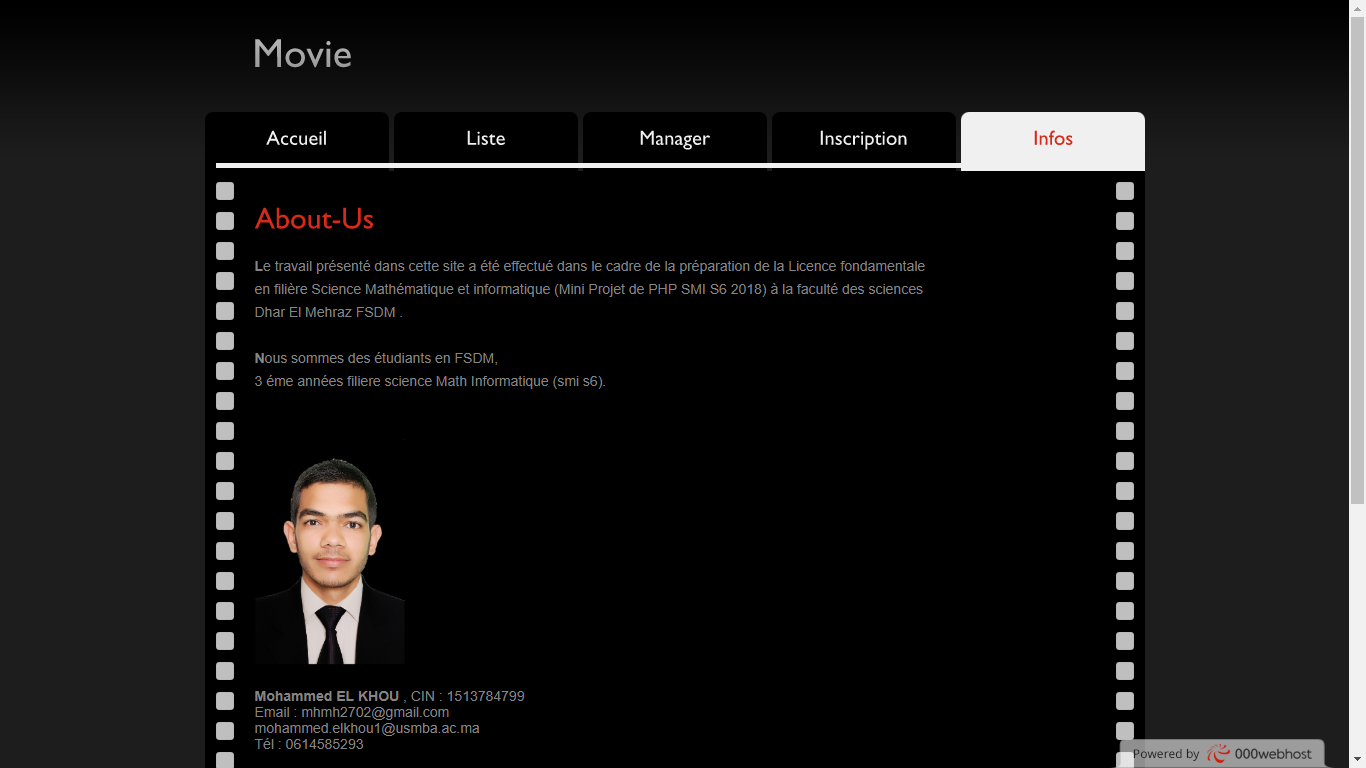 Movie
Accueil
Liste
Manager
Inscription
Infos
About-Us
Le travail présenté dans cette site a été effectué dans le cadre de la préparation de la Licence fondamentale
en filière Science Mathématique et informatique (Mini Projet de PHP SMI S6 2018) à la faculté des sciences
Dhar El Mehraz FSDM .
Nous sommes des étudiants en FSDM,
3 éme années filiere science Math Informatique (smi s6).
Mohammed EL KHOU , CIN : 1513784799
Email : mhmh2702@gmail.com
mohammed.elkhou1@usmba.ac.ma
Tél : 0614585293
Powered by 000webhost